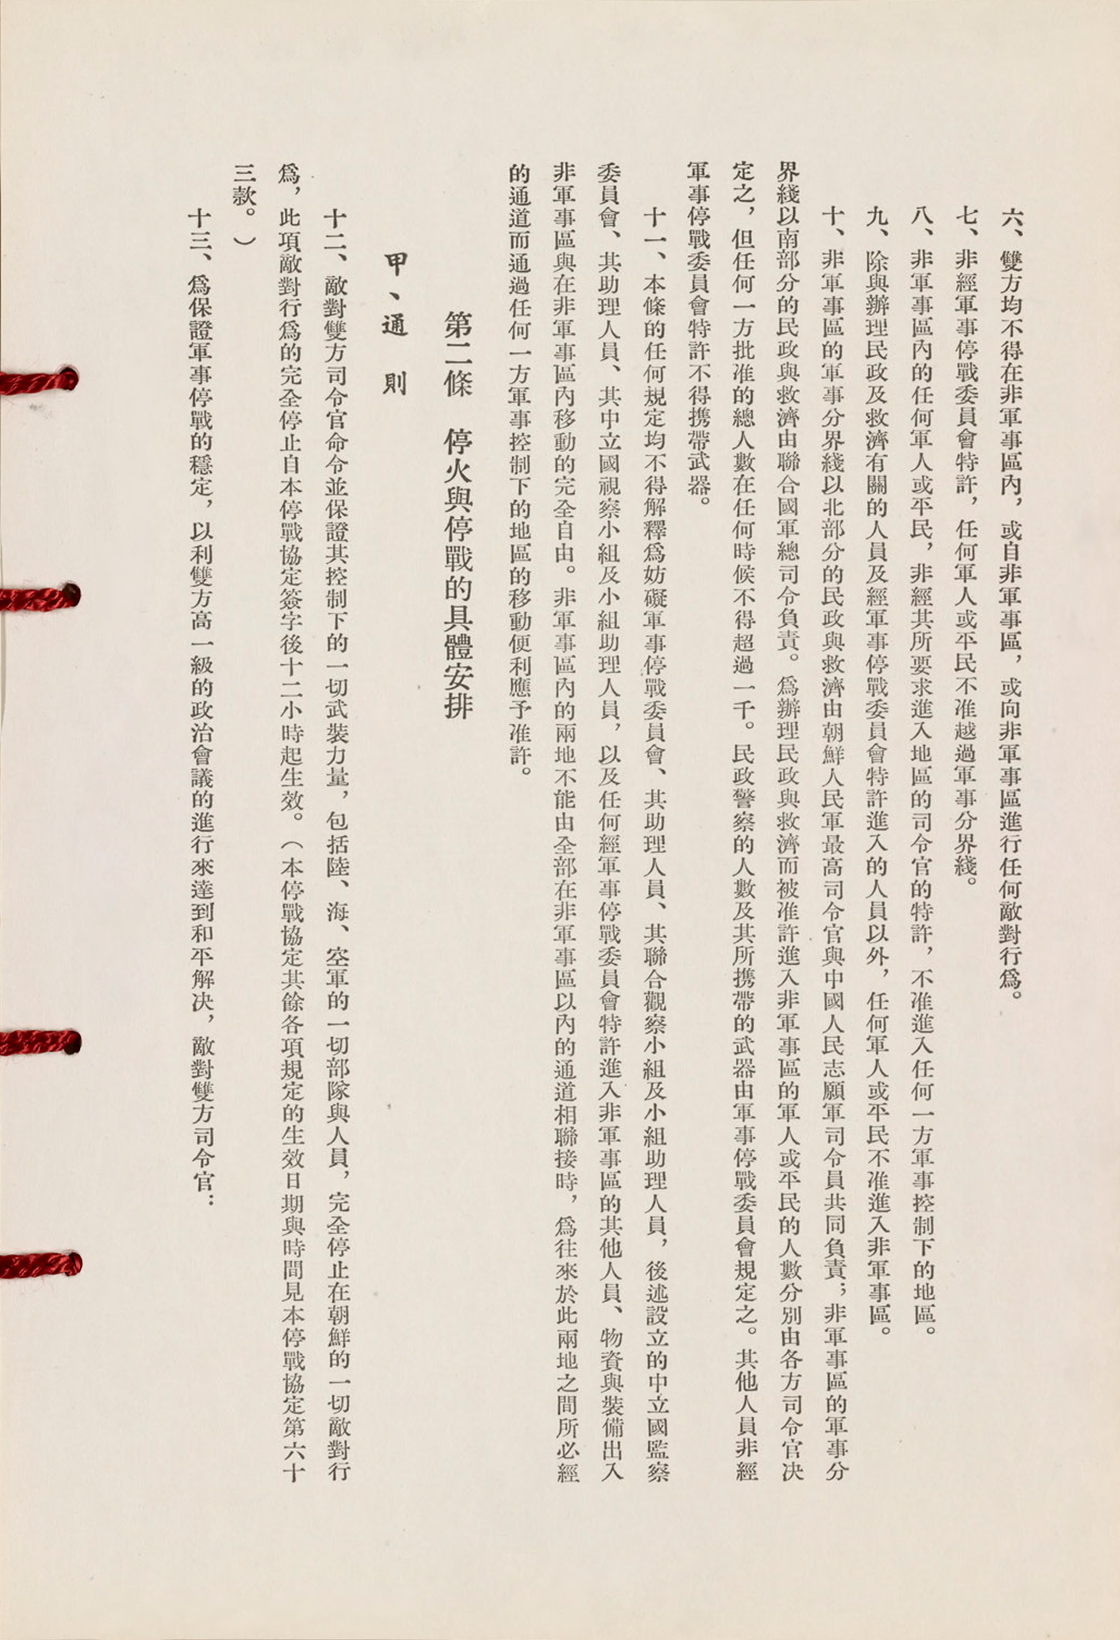 六、雙方均不得在非軍事區內，或自非軍事區，或向非軍事區進行任何敵對行爲。
七、非經軍事停戰委員會特許，任何軍人或平民不准越過軍事分界綫。
八、非軍事區內的任何軍人或平民，非經其所要求進入地區的司令官的特許，不准進入任何一方軍事控制下的地區。
九、除與辦理民政及救濟有關的人員及經軍事停戰委員會特許進入的人員以外，任何軍人或平民不准進入非軍事區。
十、非軍事區的軍事分界綫以北部分的民政與救濟由朝鮮人民軍最高司令官與中國人民志願軍司令員共同負責；非軍事區的軍事分
界綫以南部分的民政與救濟由聯合國軍總司令負責。爲辦理民政與救濟而被准許進入非軍事區的軍人或平民的人數分別由各方司令官决
定之，但任何一方批准的總人數在任何時候不得超過一千。民政警察的人數及其所携帶的武器由軍事停戰委員會規定之。其他人員非經
軍事停戰委員會特許不得携帶武器。
十一、本條的任何規定均不得解釋爲妨礙軍事停戰委員會、其助理人員、其聯合觀察小組及小組助理人員，後述設立的中立國監察
委員會、其助理人員、其中立國視察小組及小組助理人員，以及任何經軍事停戰委員會特許進入非軍事區的其他人員、物資與裝備出入
非軍事區與在非軍事區內移動的完全自由。非軍事區內的兩地不能由全部在非軍事區以內的通道相聯接時，爲往來於此兩地之間所必經
的通道而通過任何一方軍事控制下的地區的移動便利應予准許。
第二條　停火與停戰的具體安排
甲、通　則
十二、敵對雙方司令官命令並保證其控制下的一切武裝力量，包括陸、海、空軍的一切部隊與人員，完全停止在朝鮮的一切敵對行
爲，此項敵對行爲的完全停止自本停戰協定簽字後十二小時起生效。（本停戰協定其餘各項規定的生效日期與時間見本停戰協定第六十
三款。）
十三、爲保證軍事停戰的穩定，以利雙方高一級的政治會議的進行來達到和平解决，敵對雙方司令官：